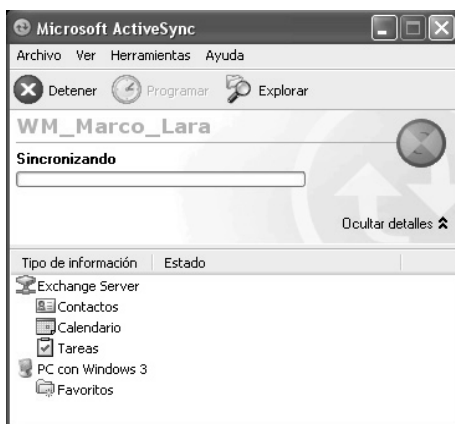 Microsoft ActiveSync
Archivo Ver Herramientas Ayuda
Detener Programar Explorar
WM_Marco_Lara
Sincronizando
Ocultar detalles
Tipo de información Estado
Exchange Server
Contactos
Calendario
Tareas
PC con Windows 3
Favoritos